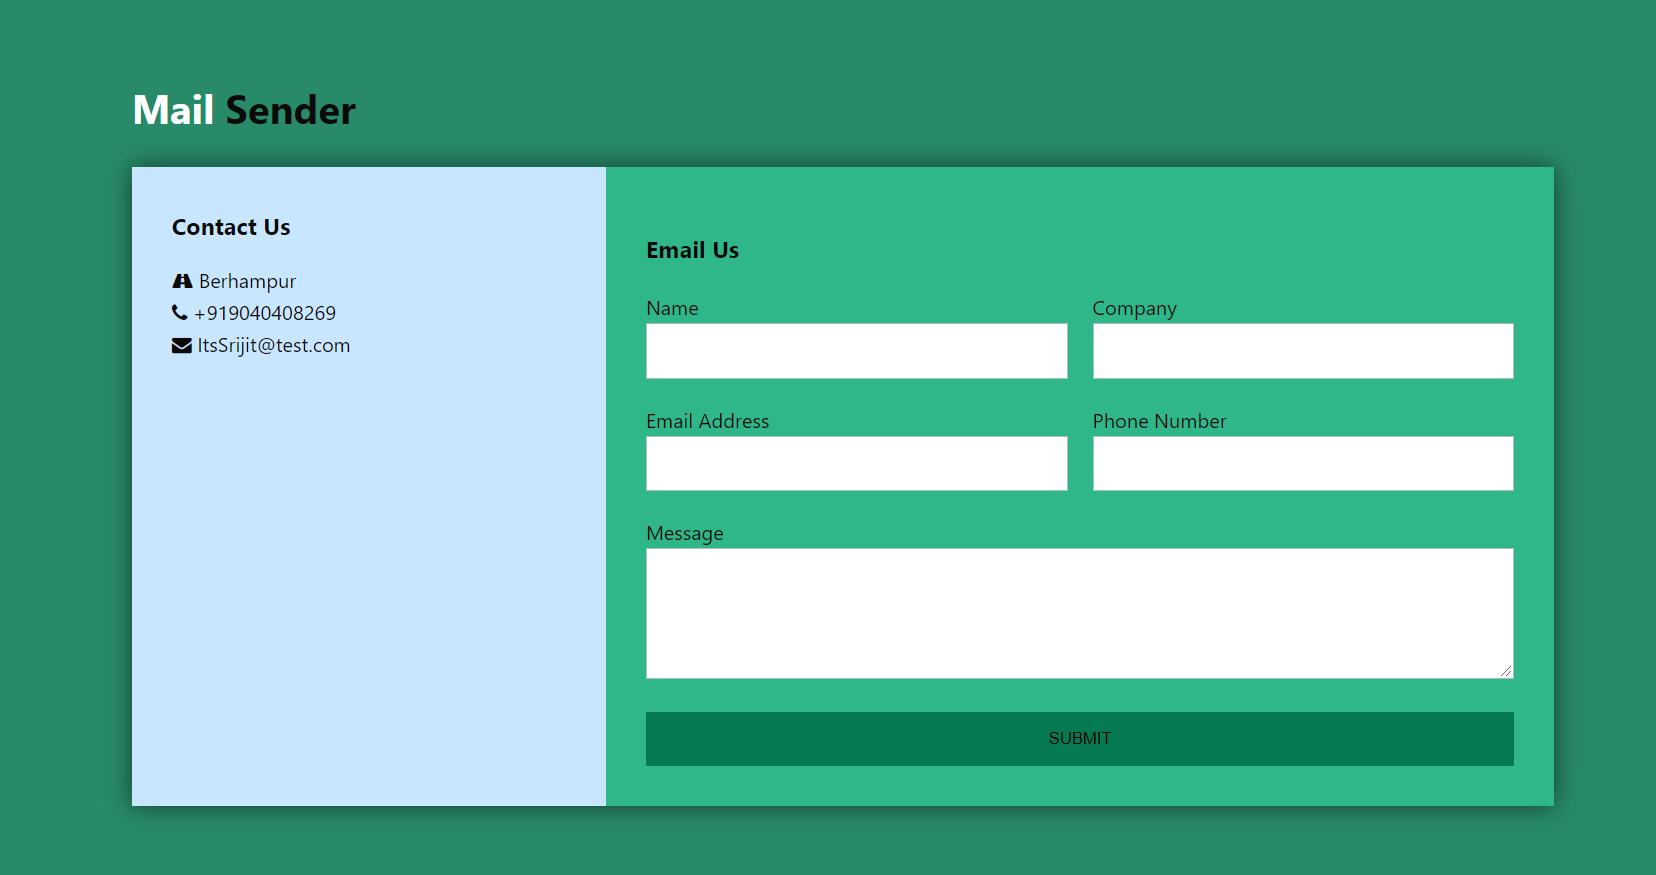 Mail Sender
Contact Us
Berhampur
+919040408269
ItsSrijit@test.com
Email Us
Name
Company
Email Address
Phone Number
Message
SUBMIT